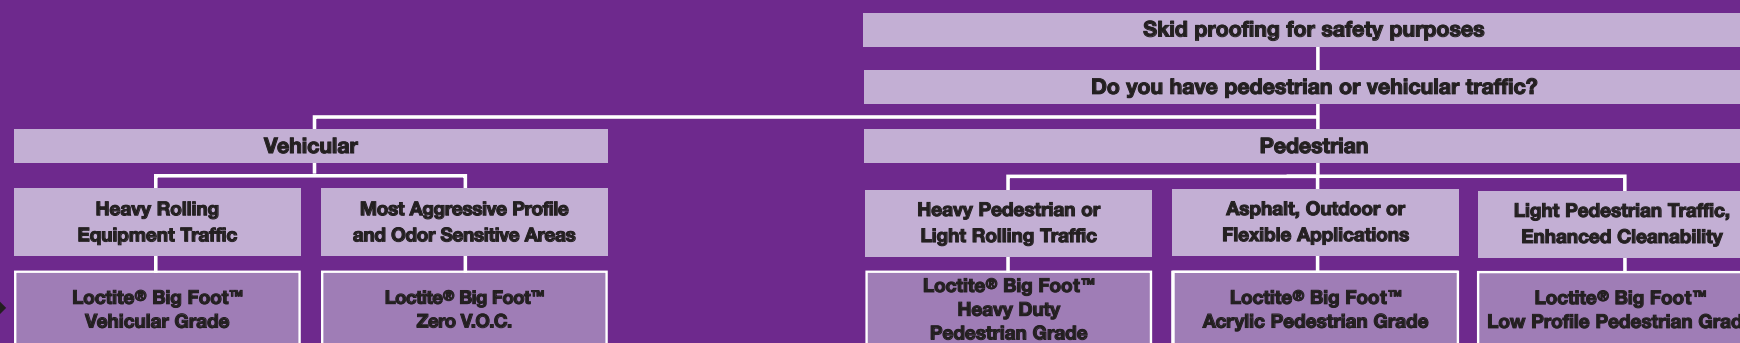 Skid proofing for safety purposes
Do you have pedestrian or vehicular traffic?
Vehicular
Pedestrian
Heavy Rolling
Equipment Traffic
Most Aggressive Profile
and Odor Sensitive Areas
Heavy Pedestrian or
Light Rolling Traffic
Asphalt, Outdoor or
Flexible Applications
Light Pedestrian Traffic,
Enhanced Cleanability
Loctite® Big Foot™
Vehicular Grade
Loctite® Big Foot™
Zero V.O.C.
Loctite® Big Foot™
Heavy Duty
Pedestrian Grade
Loctite® Big Foot™
Acrylic Pedestrian Grade
Loctite® Big Foot™
Low Profile Pedestrian Grad